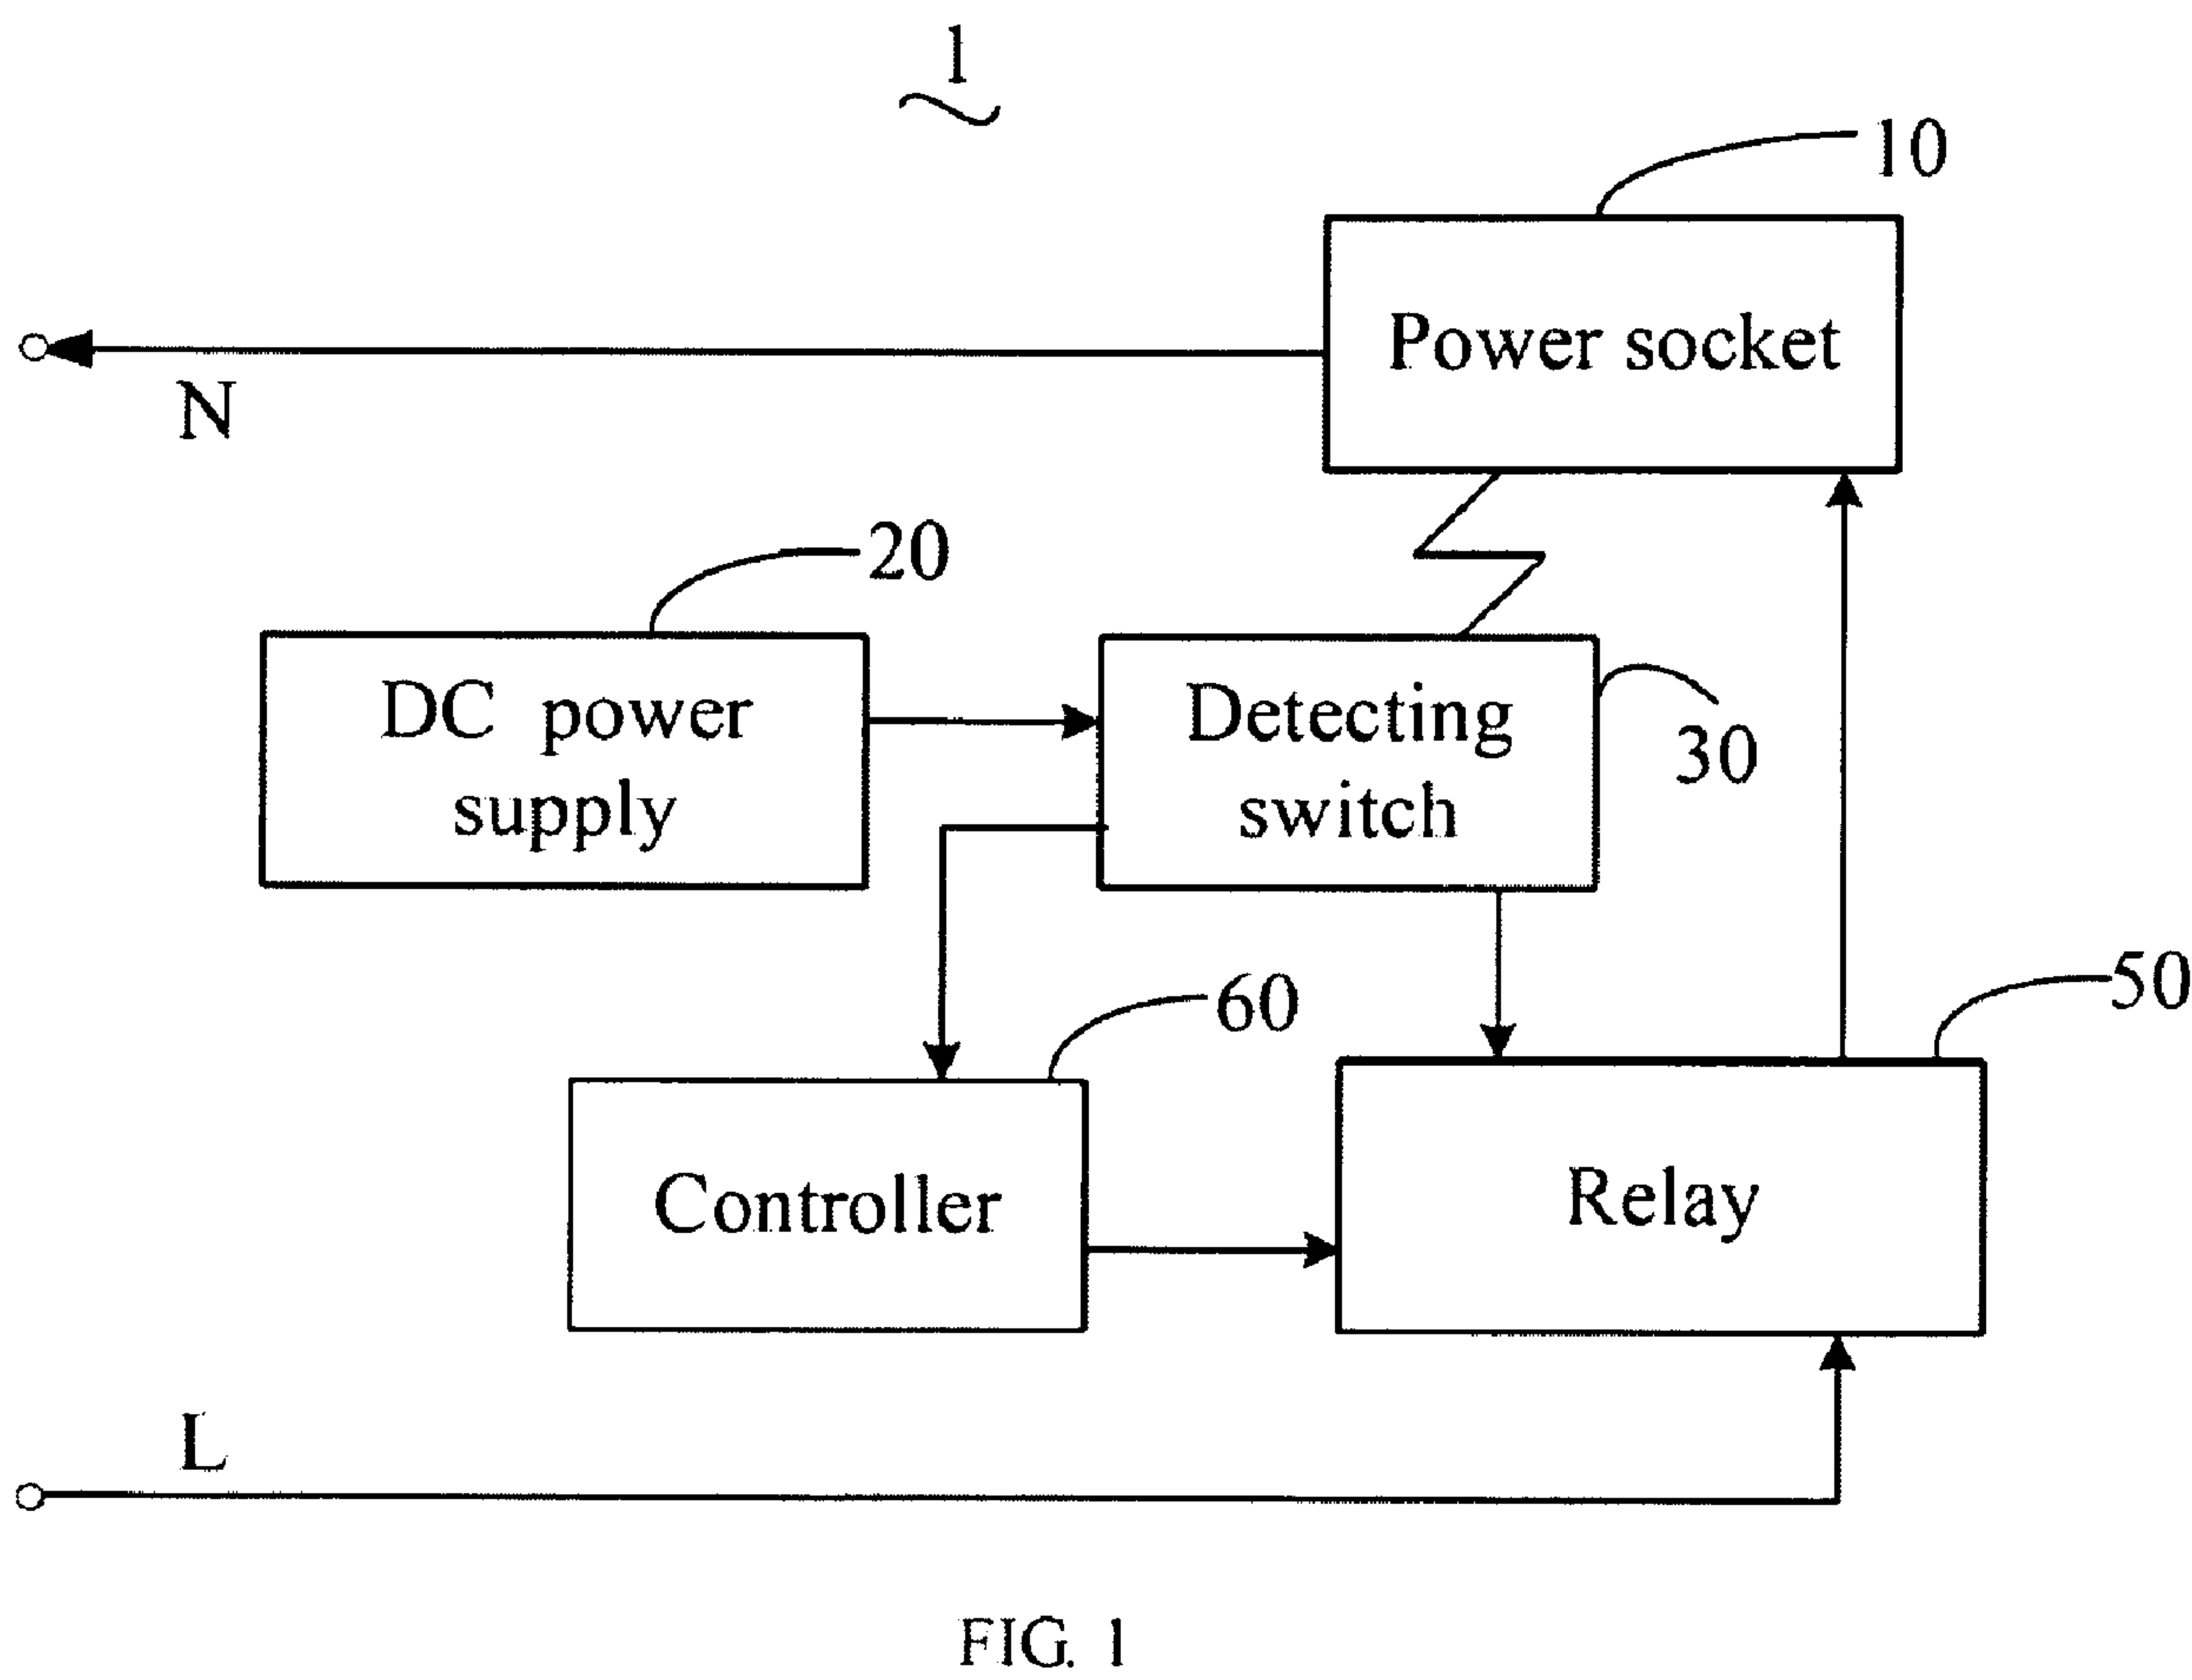 1
10
Power socket
N
20
DC power
supply
Detecting
switch
30
60
50
Controller
Relay
L
FIG. 1